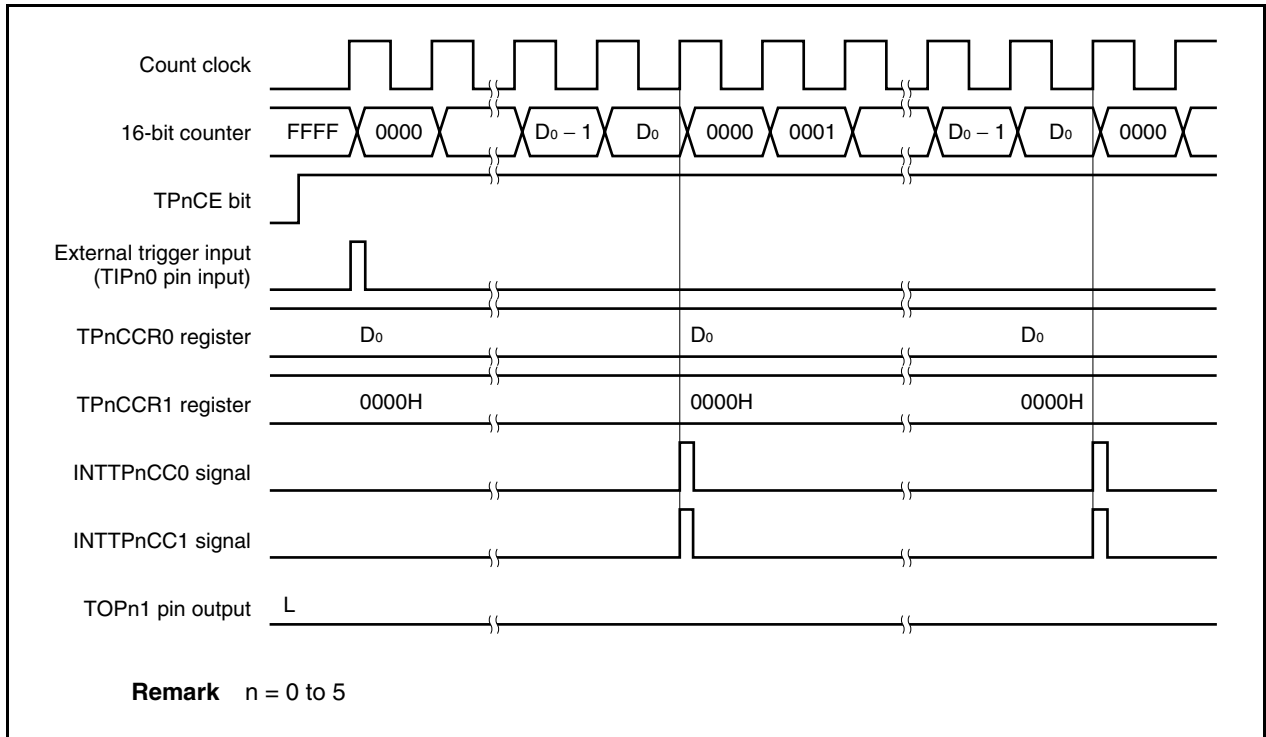 Count clock
16-bit counter FFFF 0000 D₀ − 1 D₀ 0000 0001 D₀ − 1 D₀ 0000
TPnCE bit
External trigger input
(TIPn0 pin input)
TPnCCR0 register D₀ D₀ D₀
TPnCCR1 register 0000H 0000H 0000H
INTTPnCC0 signal
INTTPnCC1 signal
TOPn1 pin output L
Remark n = 0 to 5